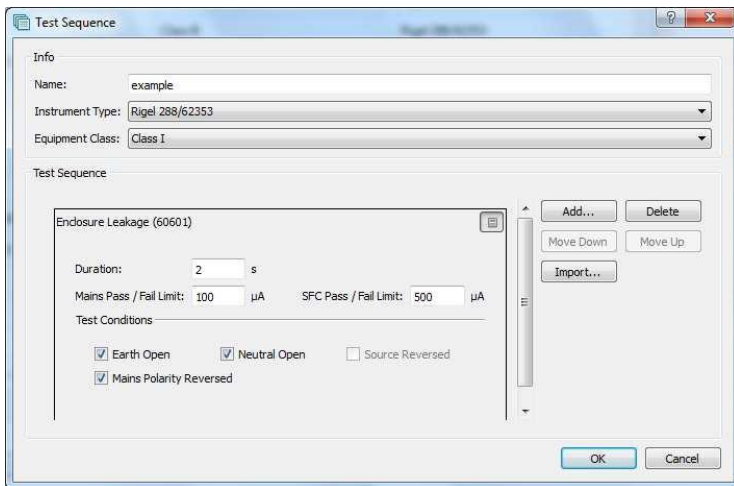 Test Sequence
Info
Name: example
Instrument Type: Rigel 288/62353
Equipment Class: Class I
Test Sequence
Enclosure Leakage (60601)
Duration: 2 s
Mains Pass / Fail Limit: 100 µA SFC Pass / Fail Limit: 500 µA
Test Conditions
Earth Open Neutral Open Source Reversed
Mains Polarity Reversed
Add... Delete
Move Down Move Up
Import...
OK Cancel